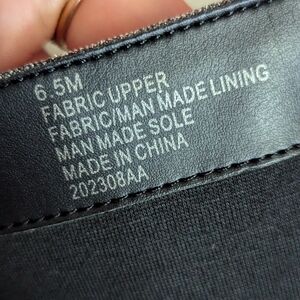 6.5M
FABRIC UPPER
FABRIC/MAN MADE LINING
MAN MADE SOLE
MADE IN CHINA
202308AA